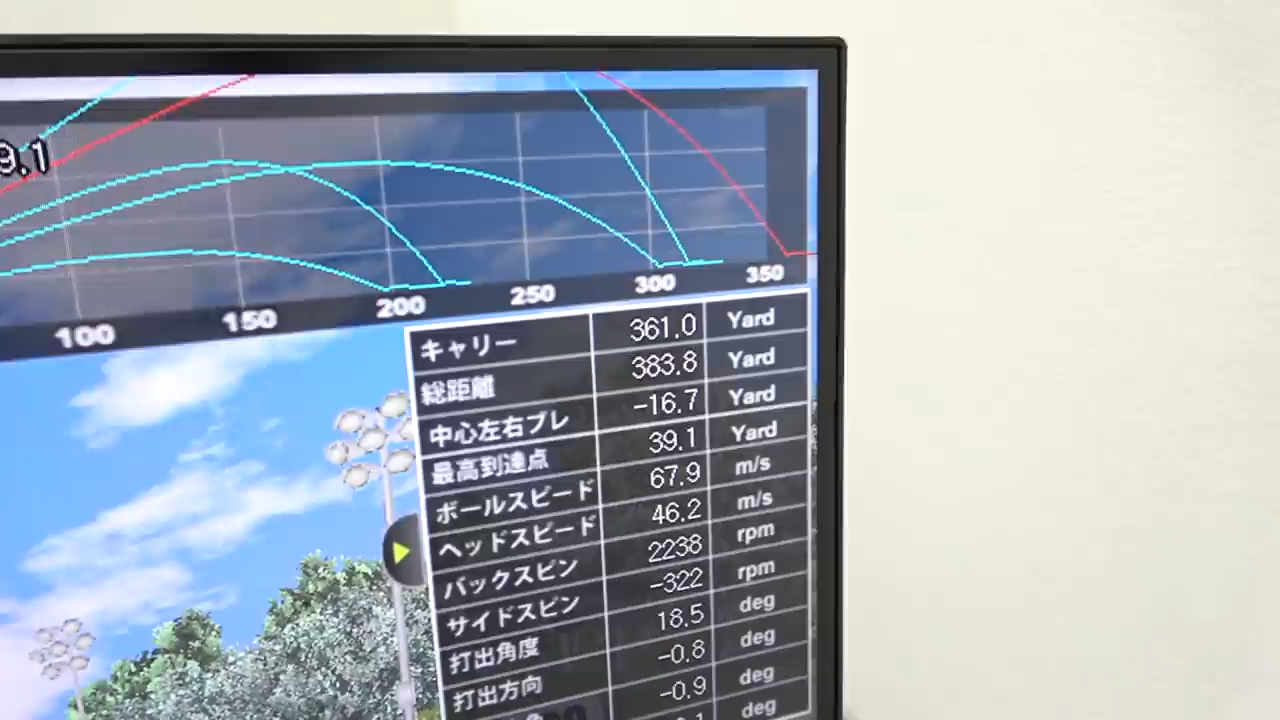 9.1
100 150 200 250 300 350
キャリー 361.0 Yard
総距離 383.8 Yard
中心左右ブレ -16.7 Yard
最高到達点 39.1 Yard
ボールスピード 67.9 m/s
ヘッドスピード 46.2 m/s
バックスピン 2238 rpm
サイドスピン -322 rpm
打出角度 18.5 deg
打出方向 -0.8 deg
-0.9 deg
deg